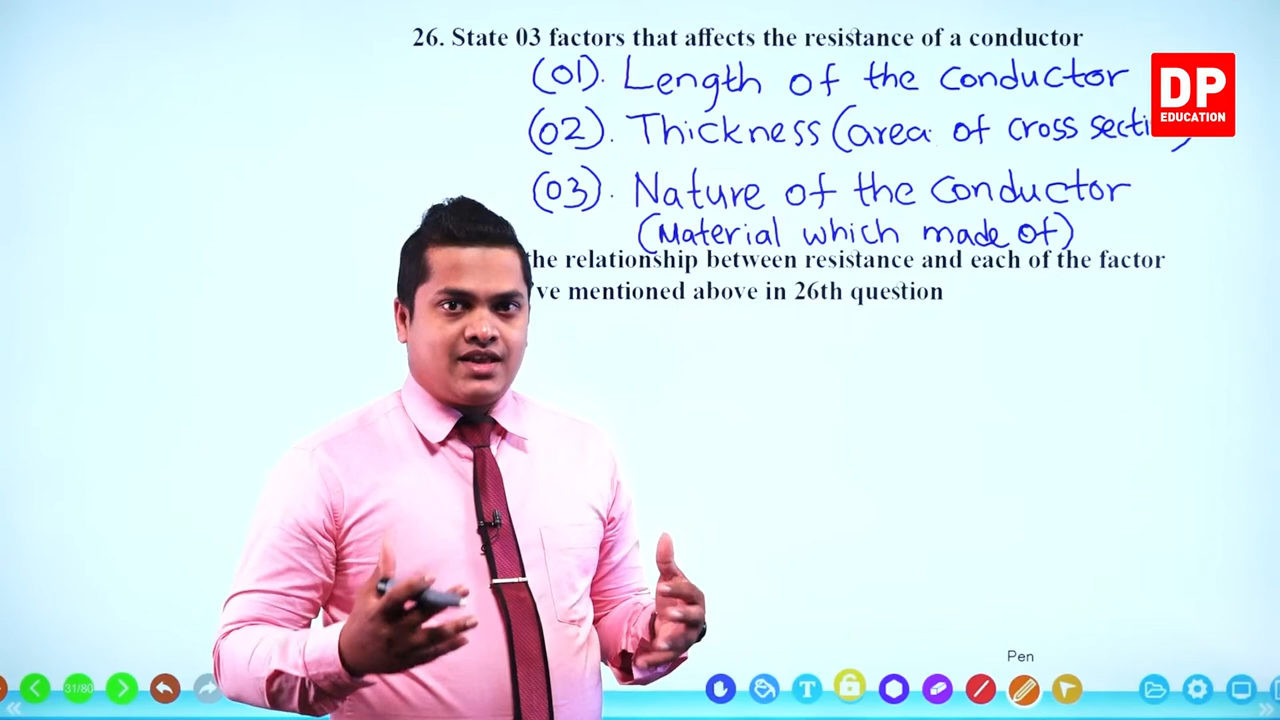 26. State 03 factors that affects the resistance of a conductor
(01). Length of the conductor
DP
EDUCATION
(02). Thickness (area of cross secti
(03). Nature of the conductor
(Material which made of)
the relationship between resistance and each of the factor
've mentioned above in 26th question
Pen
31/80
T